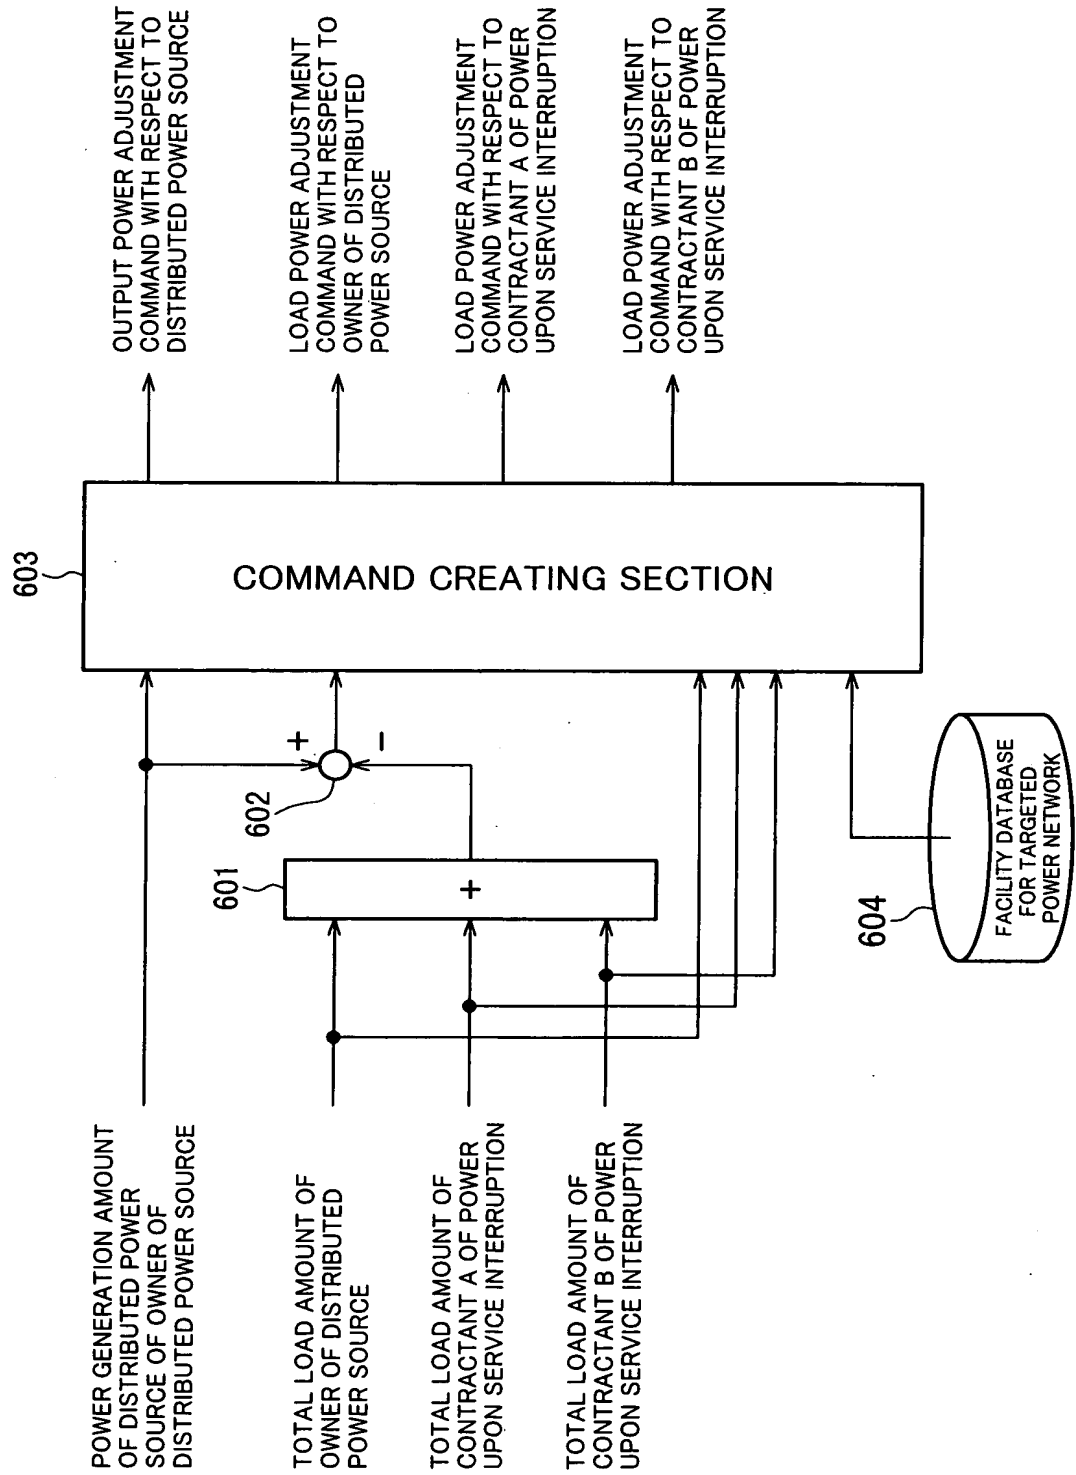 POWER GENERATION AMOUNT
OF DISTRIBUTED POWER
SOURCE OF OWNER OF
DISTRIBUTED POWER SOURCE
TOTAL LOAD AMOUNT OF
OWNER OF DISTRIBUTED
POWER SOURCE
TOTAL LOAD AMOUNT OF
CONTRACTANT A OF POWER
UPON SERVICE INTERRUPTION
TOTAL LOAD AMOUNT OF
CONTRACTANT B OF POWER
UPON SERVICE INTERRUPTION
601
+
602
+
-
603
COMMAND CREATING SECTION
604
FACILITY DATABASE
FOR TARGETED
POWER NETWORK
OUTPUT POWER ADJUSTMENT
COMMAND WITH RESPECT TO
DISTRIBUTED POWER SOURCE
LOAD POWER ADJUSTMENT
COMMAND WITH RESPECT TO
OWNER OF DISTRIBUTED
POWER SOURCE
LOAD POWER ADJUSTMENT
COMMAND WITH RESPECT TO
CONTRACTANT A OF POWER
UPON SERVICE INTERRUPTION
LOAD POWER ADJUSTMENT
COMMAND WITH RESPECT TO
CONTRACTANT B OF POWER
UPON SERVICE INTERRUPTION